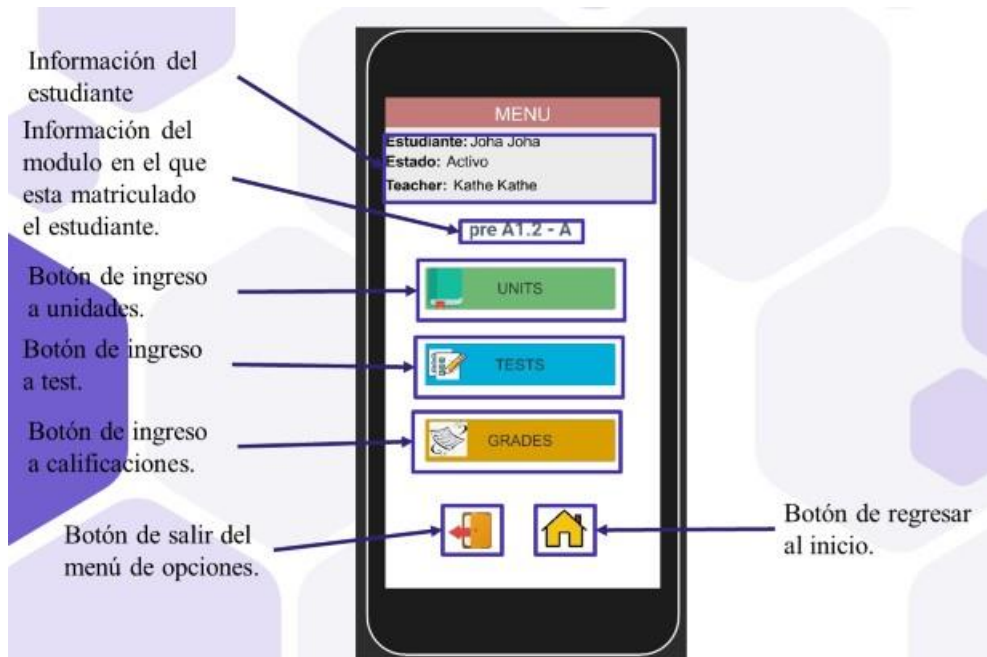 Información del
estudiante
Información del
modulo en el que
esta matriculado
el estudiante.
Botón de ingreso
a unidades.
Botón de ingreso
a test.
Botón de ingreso
a calificaciones.
Botón de salir del
menú de opciones.
MENU
Estudiante: Joha Joha
Estado: Activo
Teacher: Kathe Kathe
pre A1.2 - A
UNITS
TESTS
GRADES
Botón de regresar
al inicio.